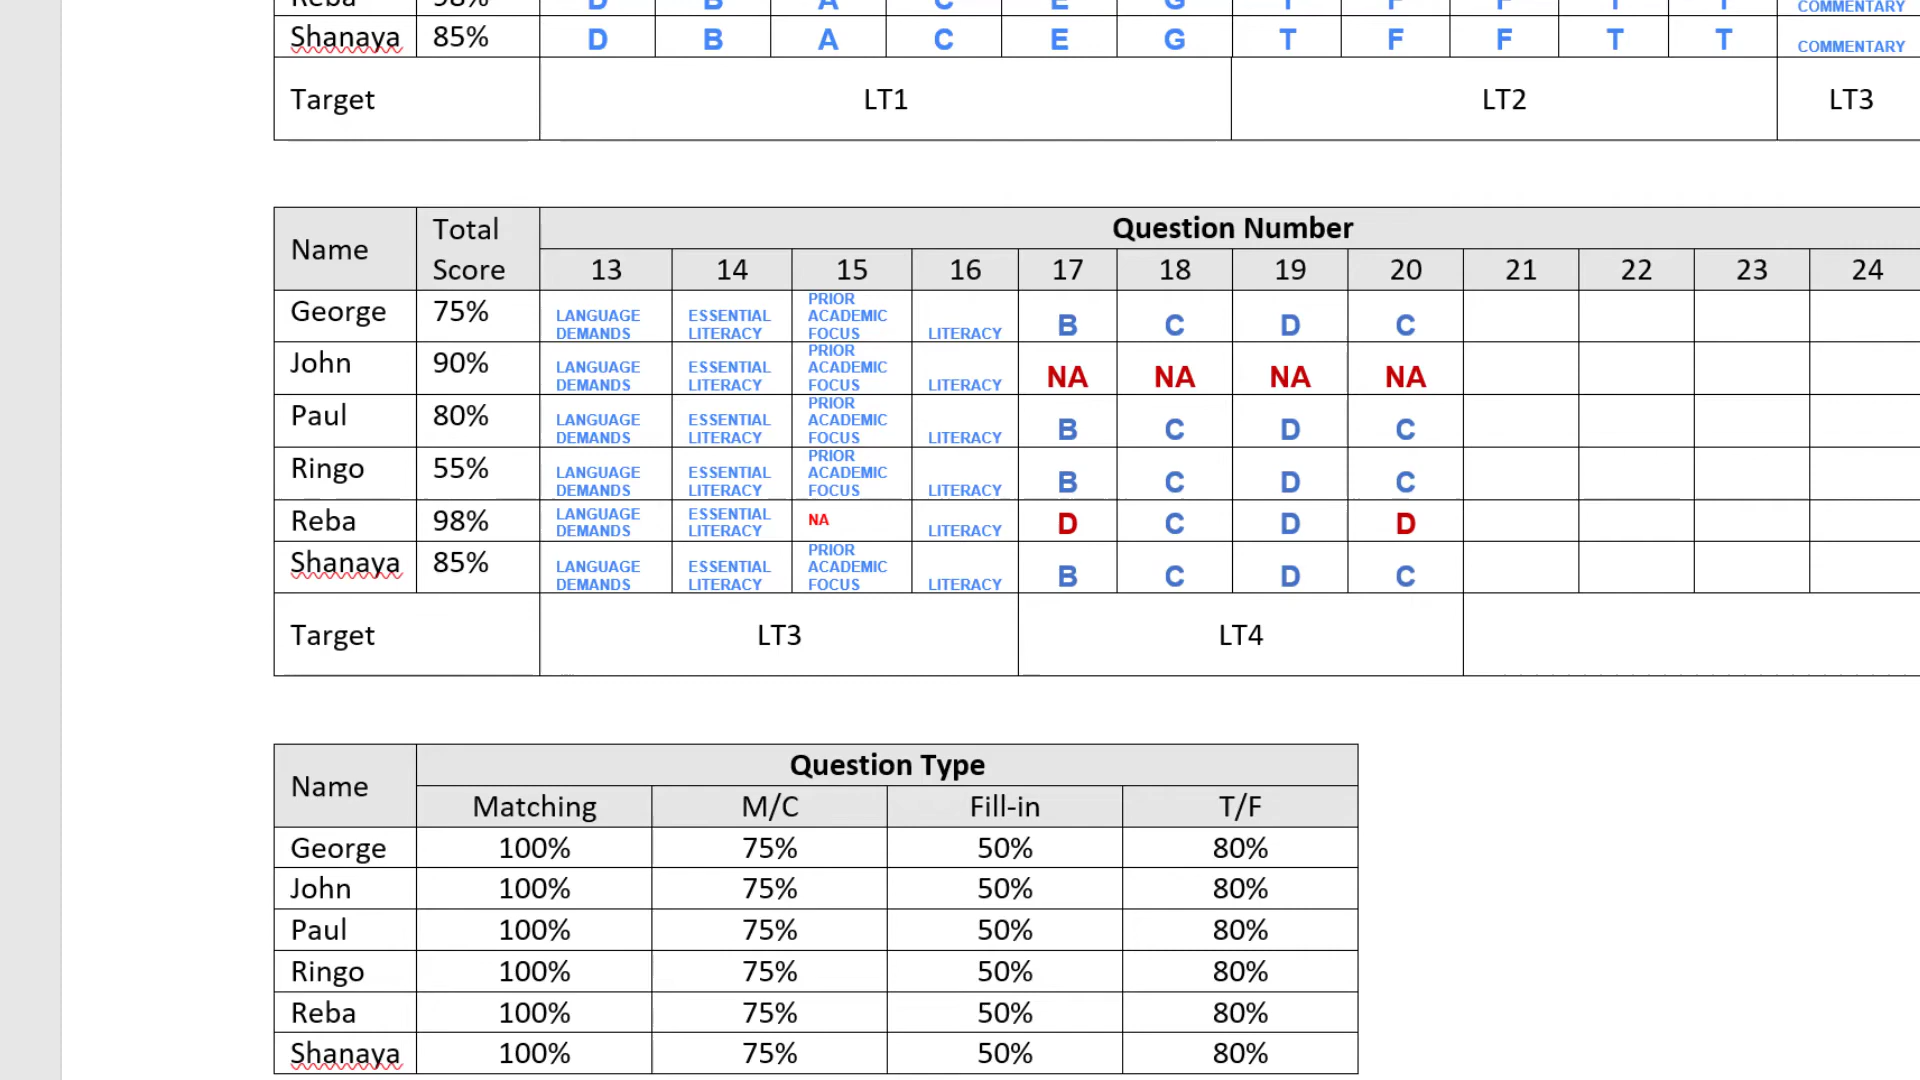 Reba 98% D B A C E G T F F T T COMMENTARY
Shanaya 85% D B A C E G T F F T T COMMENTARY
Target LT1 LT2 LT3
Name Total Score Question Number
13 14 15 16 17 18 19 20 21 22 23 24
George 75% LANGUAGE DEMANDS ESSENTIAL LITERACY PRIOR ACADEMIC FOCUS LITERACY B C D C
John 90% LANGUAGE DEMANDS ESSENTIAL LITERACY PRIOR ACADEMIC FOCUS LITERACY NA NA NA NA
Paul 80% LANGUAGE DEMANDS ESSENTIAL LITERACY PRIOR ACADEMIC FOCUS LITERACY B C D C
Ringo 55% LANGUAGE DEMANDS ESSENTIAL LITERACY PRIOR ACADEMIC FOCUS LITERACY B C D C
Reba 98% LANGUAGE DEMANDS ESSENTIAL LITERACY NA LITERACY D C D D
Shanaya 85% LANGUAGE DEMANDS ESSENTIAL LITERACY PRIOR ACADEMIC FOCUS LITERACY B C D C
Target LT3 LT4
Name Question Type
Matching M/C Fill-in T/F
George 100% 75% 50% 80%
John 100% 75% 50% 80%
Paul 100% 75% 50% 80%
Ringo 100% 75% 50% 80%
Reba 100% 75% 50% 80%
Shanaya 100% 75% 50% 80%